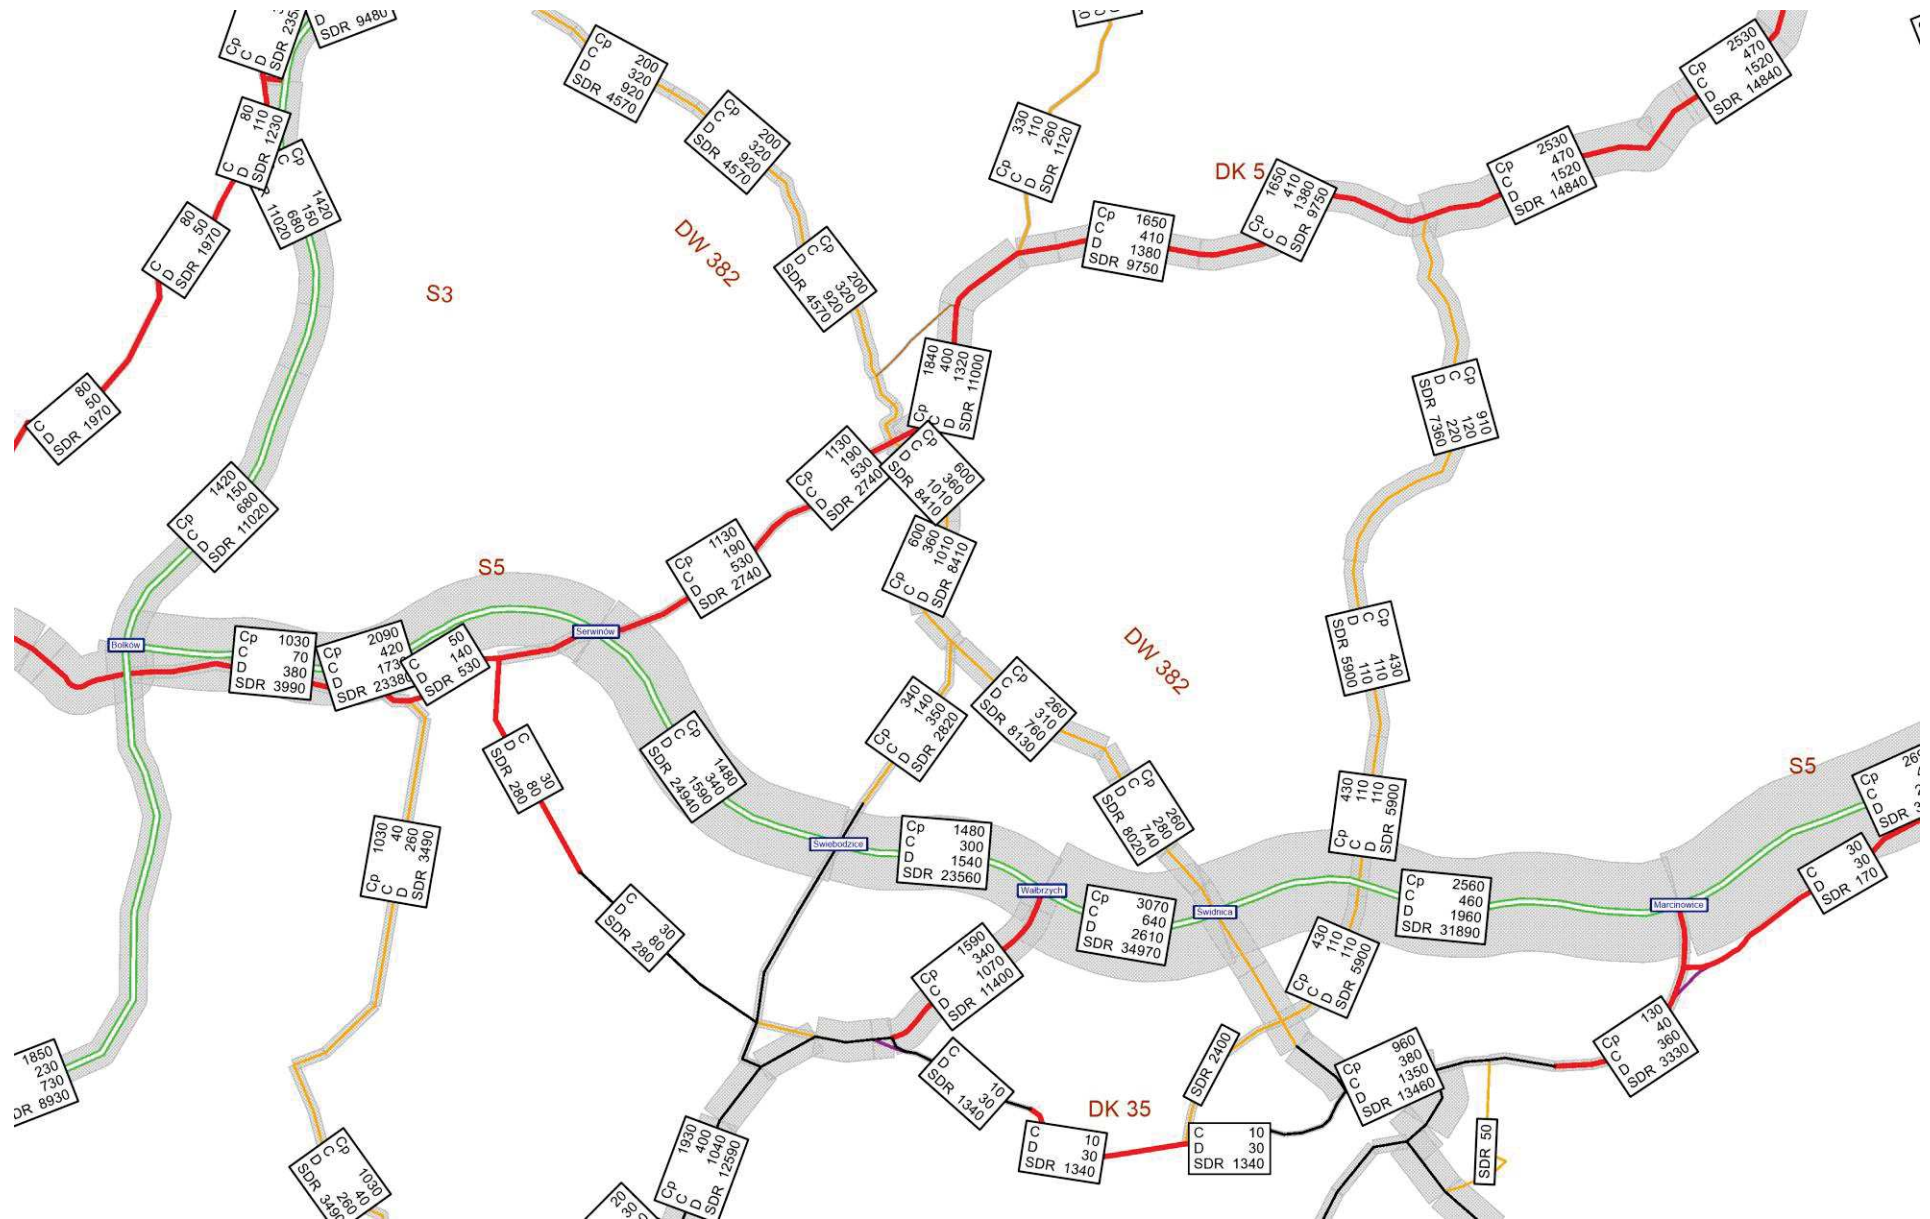 D
SDR 9480
Cp
C
D
Cp 200
C 320
D 920
SDR 4570
Cp 200
C 320
D 920
SDR 4570
Cp 330
C 110
D 260
SDR 1120
Cp 2530
C 470
D 1520
SDR 14840
Cp 2530
C 470
D 1520
SDR 14840
C 80
D 110
SDR 1230
Cp 1420
C 150
680
11020
DK 5
Cp 1650
C 410
D 1380
SDR 9750
Cp 1650
C 410
D 1380
SDR 9750
C 80
D 50
SDR 1970
DW 382
S3
Cp 200
C 320
D 920
SDR 4570
Cp 1840
C 400
D 1320
SDR 11000
Cp 910
C 120
D 220
SDR 7360
C 80
D 50
SDR 1970
Cp 1130
C 190
D 530
SDR 2740
Cp 600
C 360
D 1010
SDR 8410
Cp 1420
C 150
D 680
SDR 11020
Cp 600
C 360
D 1010
SDR 8410
S5
Cp 1130
C 190
D 530
SDR 2740
Bolków
Serwinów
Cp 1030
C 70
D 380
SDR 3990
Cp 2090
C 420
D 1730
SDR 23380
C 50
D 140
SDR 530
DW 382
Cp 430
C 110
D 110
SDR 5900
Cp 340
C 140
D 350
SDR 2820
Cp 260
C 310
D 760
SDR 8130
C 30
D 80
SDR 280
Cp 1480
C 340
D 1590
SDR 24940
S5
Cp 260
C 280
D 740
SDR 8020
Cp 430
C 110
D 110
SDR 5900
Cp
C
D
Cp 1030
C 40
D 260
SDR 3490
Świebodzice
Cp 1480
C 300
D 1540
SDR 23560
Wałbrzych
Cp 3070
C 640
D 2610
SDR 34970
Świdnica
Cp 2560
C 460
D 1960
SDR 31890
Marcinowice
C 30
D 30
SDR 170
C 30
D 80
SDR 280
Cp 1590
C 340
D 1070
SDR 11400
Cp 430
C 110
D 110
SDR 5900
1850
230
730
8930
C 10
D 30
SDR 1340
SDR 2400
Cp 960
C 380
D 1350
SDR 13460
Cp 130
C 40
D 360
SDR 3330
DK 35
C 10
D 30
SDR 1340
C 10
D 30
SDR 1340
SDR 50
Cp 1930
C 400
D 1040
SDR 12590
Cp 1030
C 40
D 260
SDR 3490
20
30